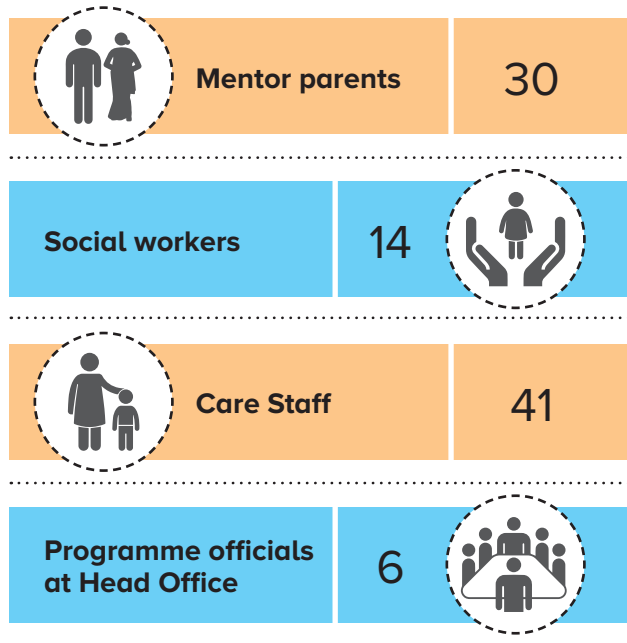 Mentor parents 30
Social workers 14
Care Staff 41
Programme officials
at Head Office 6